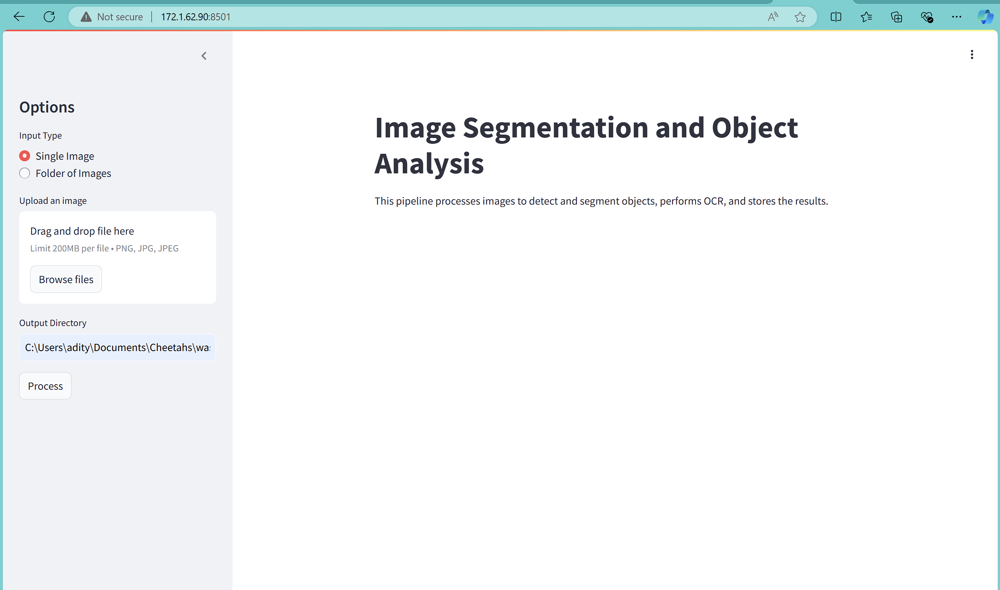 Not secure
172.1.62.90:8501
Options
Input Type
Single Image
Folder of Images
Upload an image
Drag and drop file here
Limit 200MB per file • PNG, JPG, JPEG
Browse files
Output Directory
C:\Users\adity\Documents\Cheetahs\was
Process
Image Segmentation and Object
Analysis
This pipeline processes images to detect and segment objects, performs OCR, and stores the results.